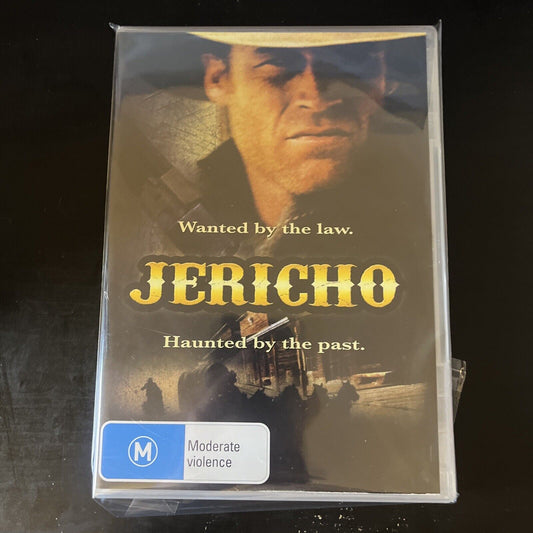 Wanted by the law.
JERICHO
Haunted by the past.
M
Moderate
violence